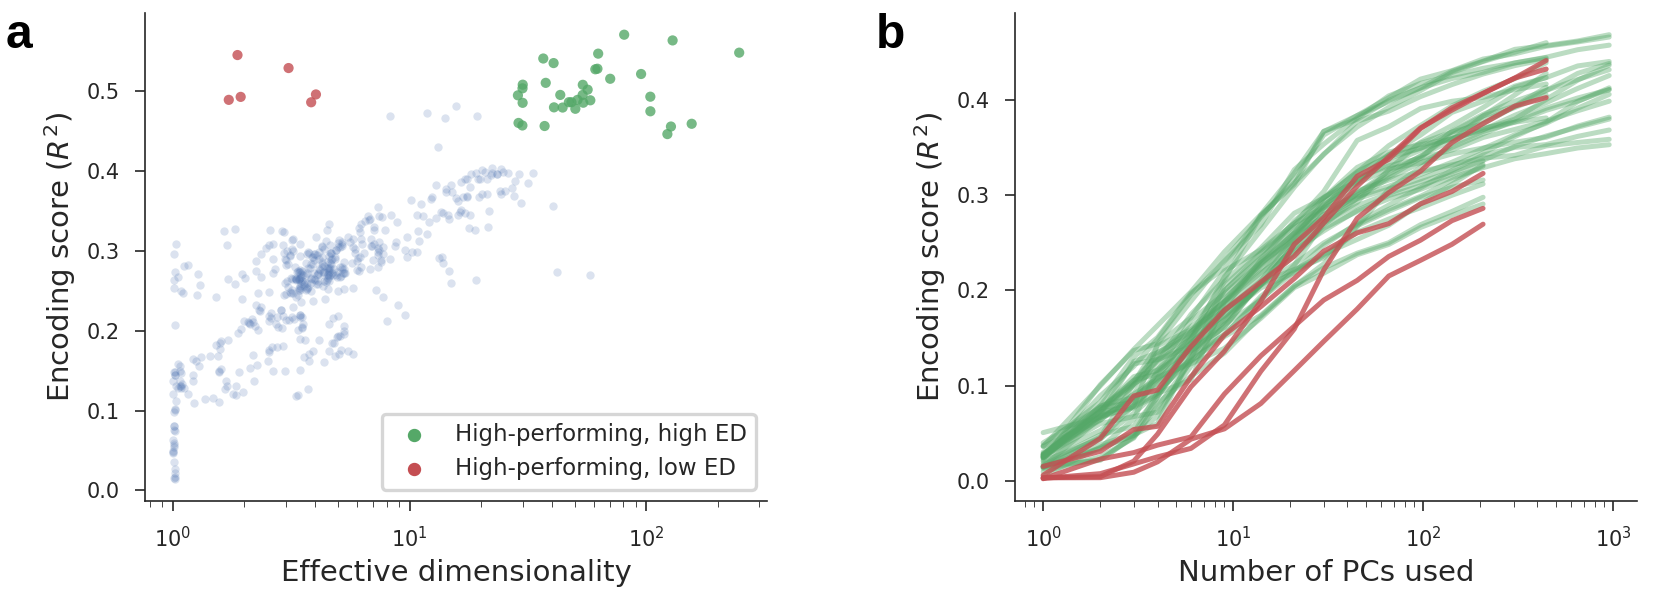 a
Encoding score (R²)
0.5
0.4
0.3
0.2
0.1
0.0
High-performing, high ED
High-performing, low ED
10⁰ 10¹ 10²
Effective dimensionality
b
Encoding score (R²)
0.4
0.3
0.2
0.1
0.0
10⁰ 10¹ 10² 10³
Number of PCs used